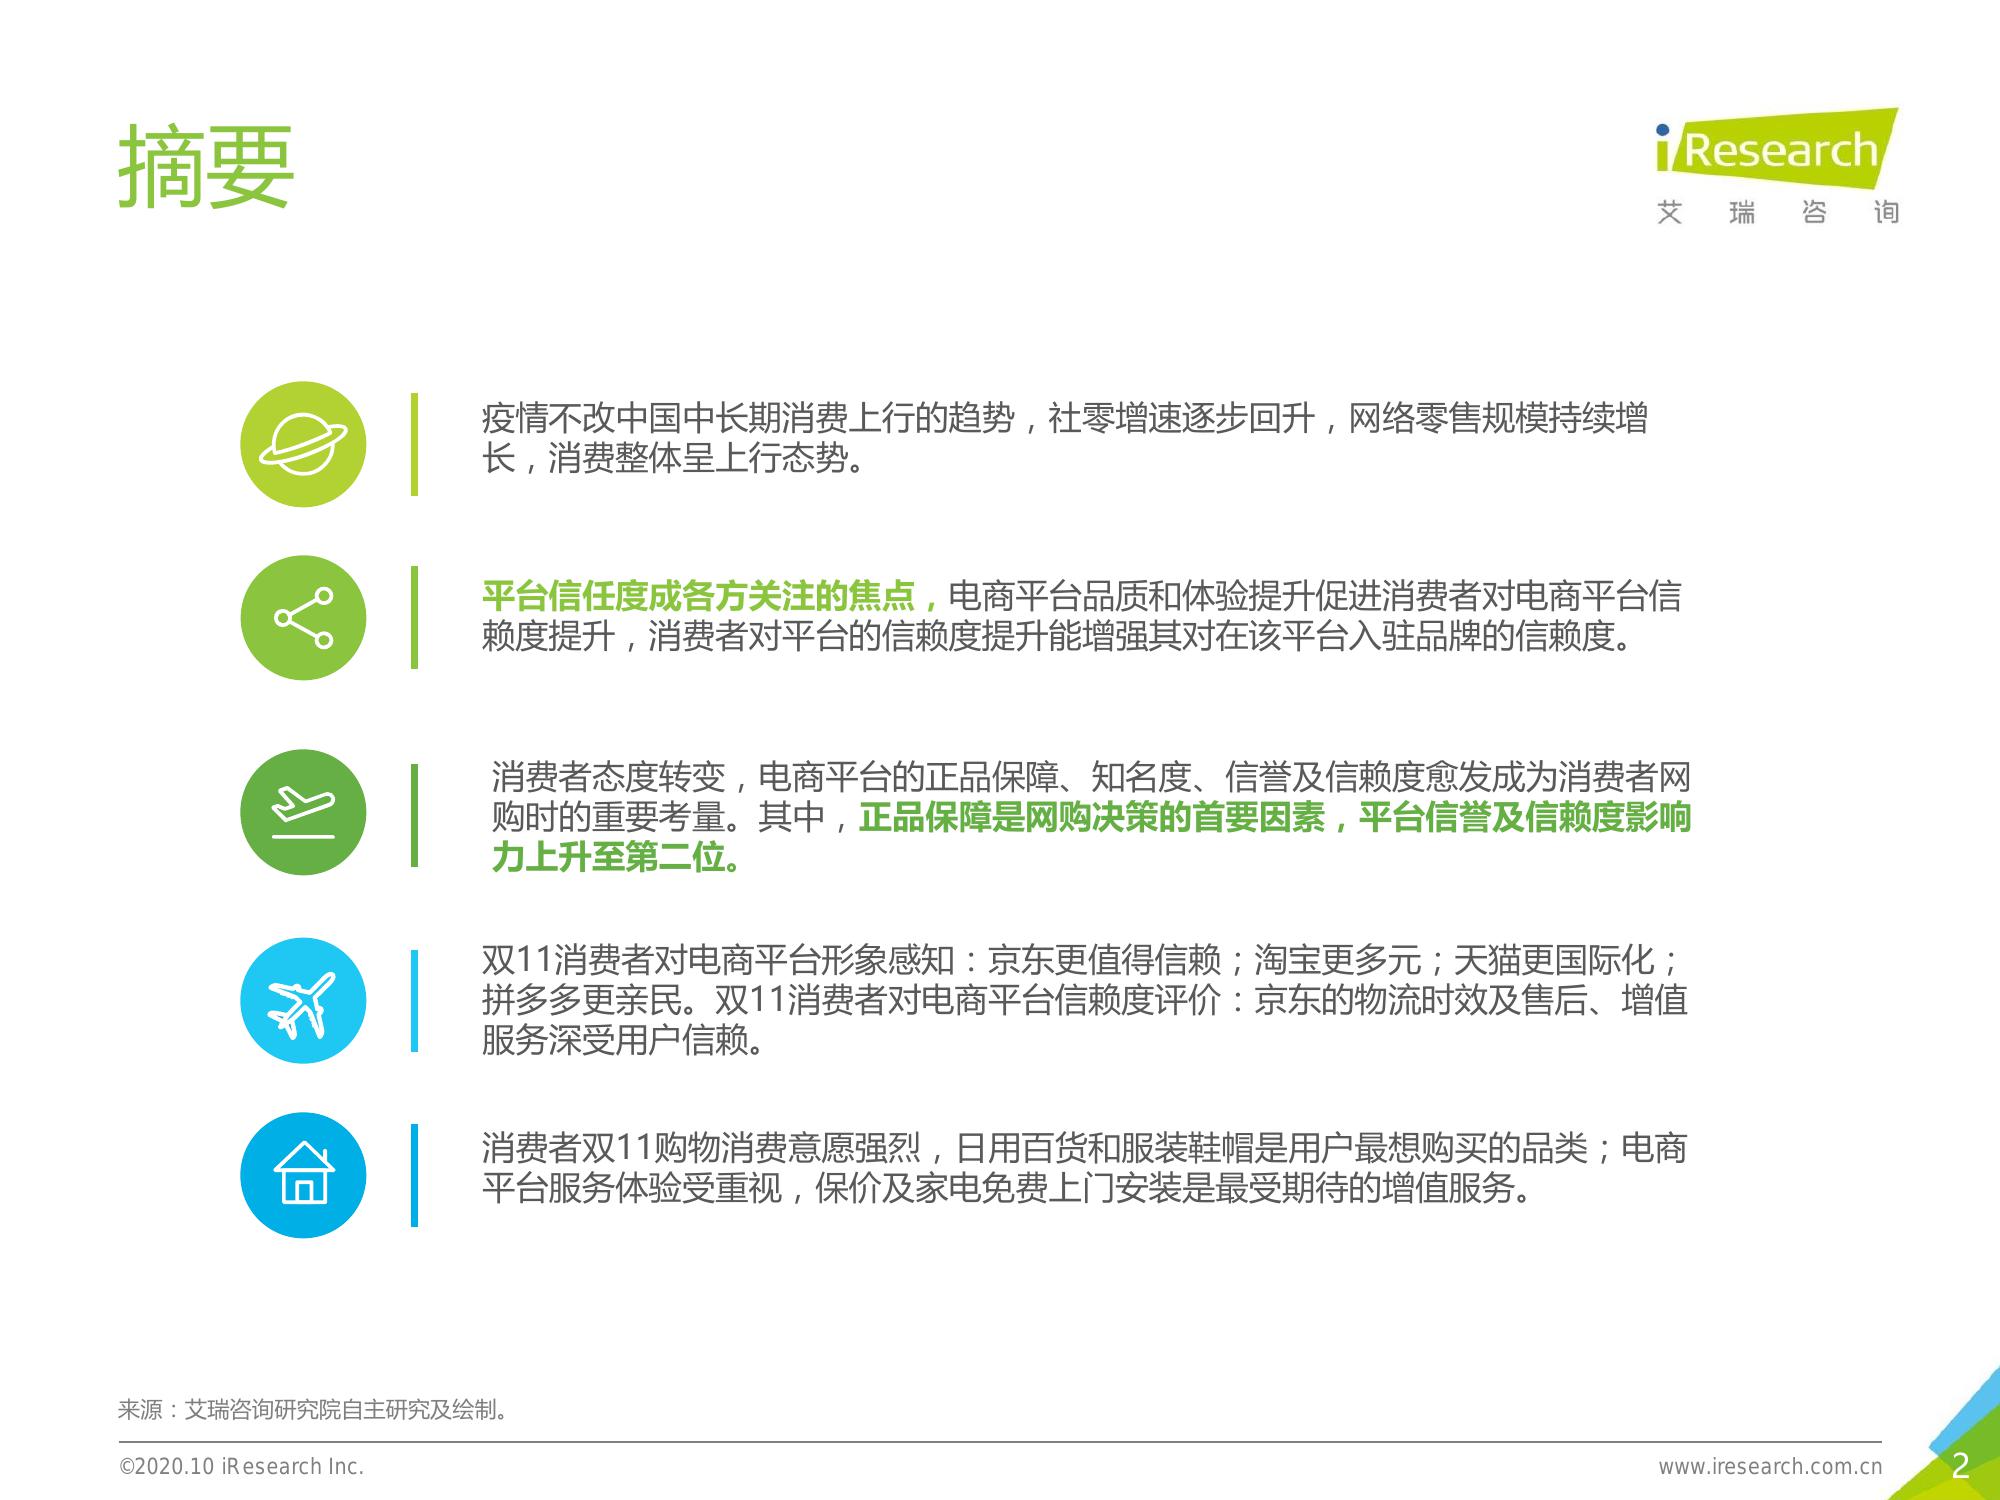 摘要
iResearch
艾瑞咨询
疫情不改中国中长期消费上行的趋势，社零增速逐步回升，网络零售规模持续增
长，消费整体呈上行态势。
平台信任度成各方关注的焦点，电商平台品质和体验提升促进消费者对电商平台信
赖度提升，消费者对平台的信赖度提升能增强其对在该平台入驻品牌的信赖度。
消费者态度转变，电商平台的正品保障、知名度、信誉及信赖度愈发成为消费者网
购时的重要考量。其中，正品保障是网购决策的首要因素，平台信誉及信赖度影响
力上升至第二位。
双11消费者对电商平台形象感知：京东更值得信赖；淘宝更多元；天猫更国际化；
拼多多更亲民。双11消费者对电商平台信赖度评价：京东的物流时效及售后、增值
服务深受用户信赖。
消费者双11购物消费意愿强烈，日用百货和服装鞋帽是用户最想购买的品类；电商
平台服务体验受重视，保价及家电免费上门安装是最受期待的增值服务。
来源：艾瑞咨询研究院自主研究及绘制。
©2020.10 iResearch Inc.
www.iresearch.com.cn
2